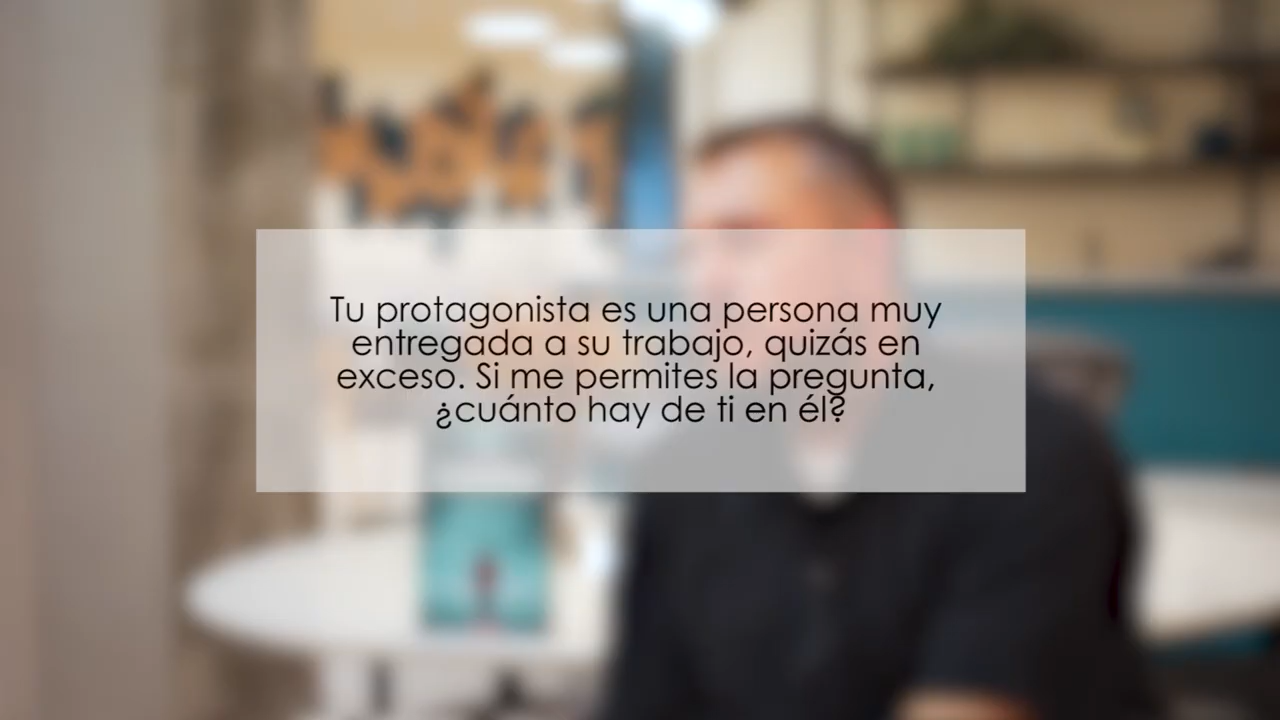 Tu protagonista es una persona muy
entregada a su trabajo, quizás en
exceso. Si me permites la pregunta,
¿cuánto hay de ti en él?